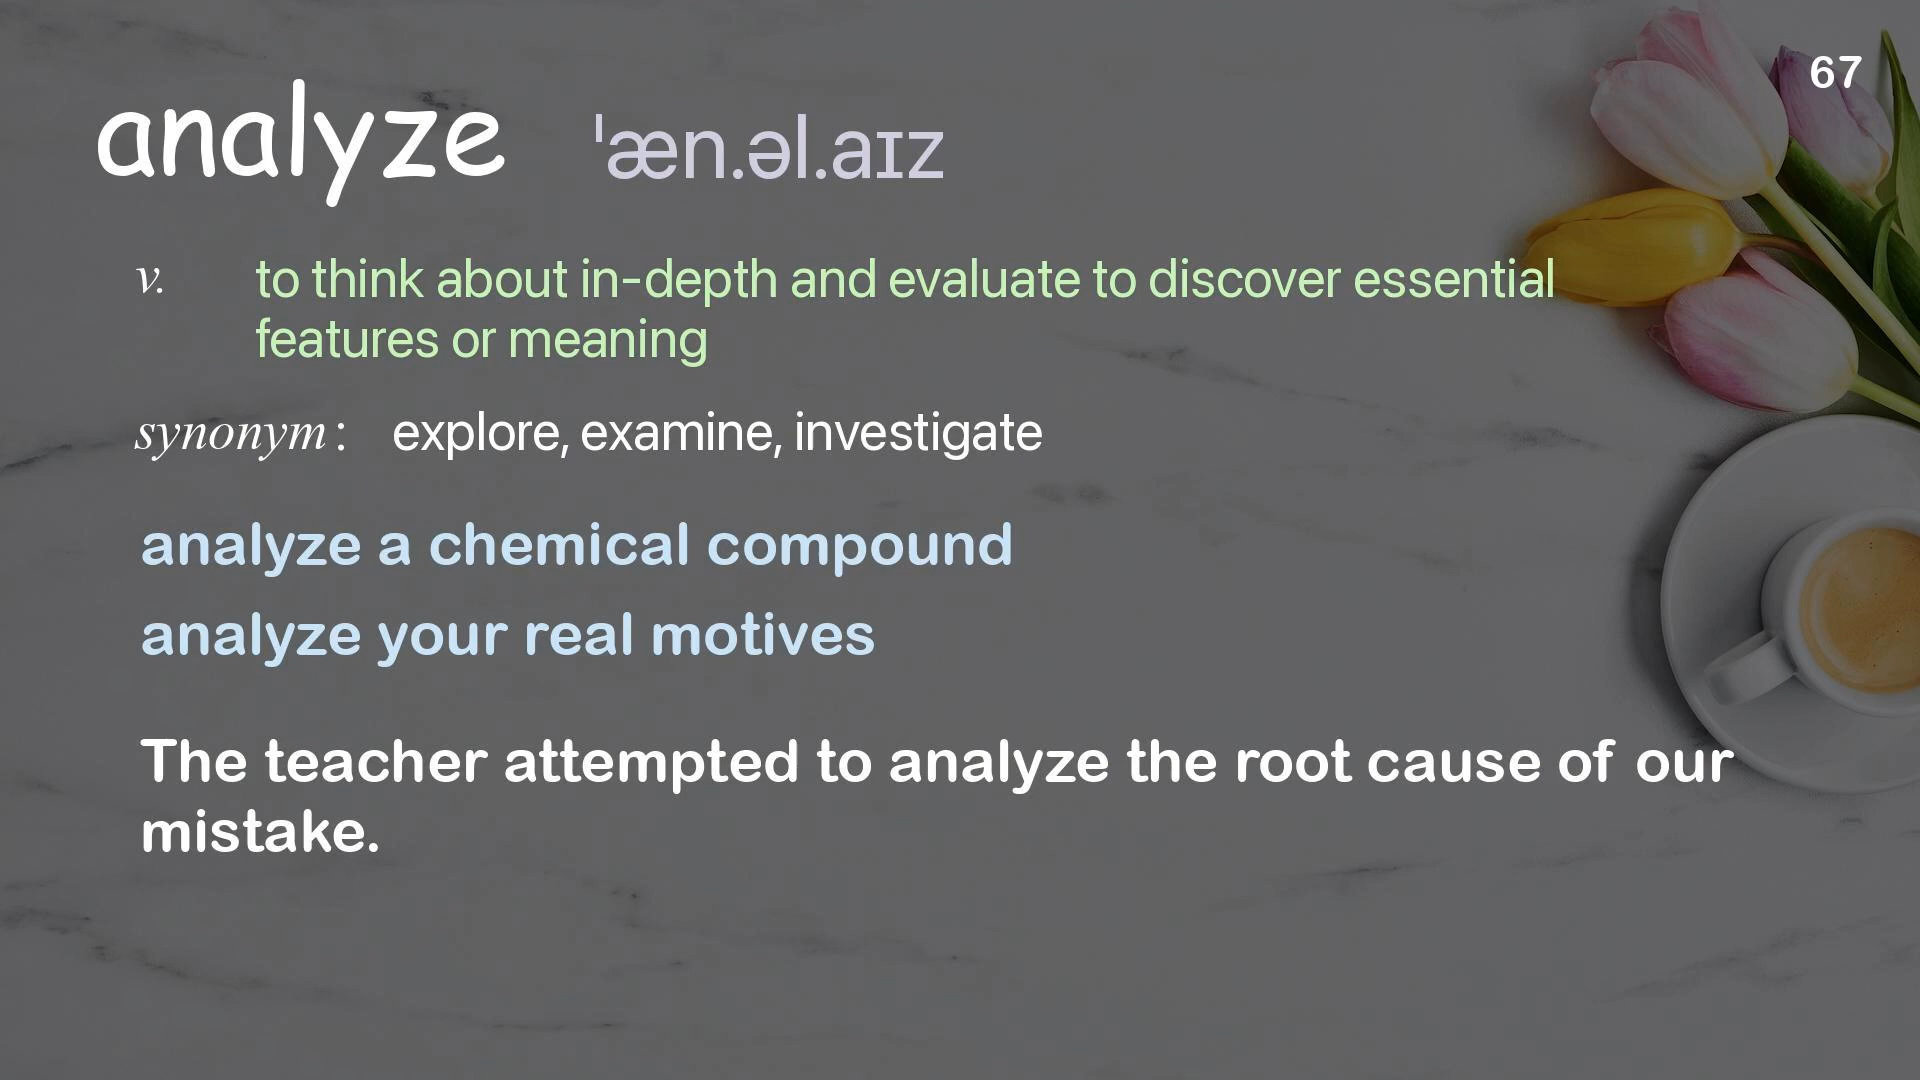 67
analyze ˈæn.əl.aɪz
v. to think about in-depth and evaluate to discover essential
features or meaning
synonym: explore, examine, investigate
analyze a chemical compound
analyze your real motives
The teacher attempted to analyze the root cause of our
mistake.